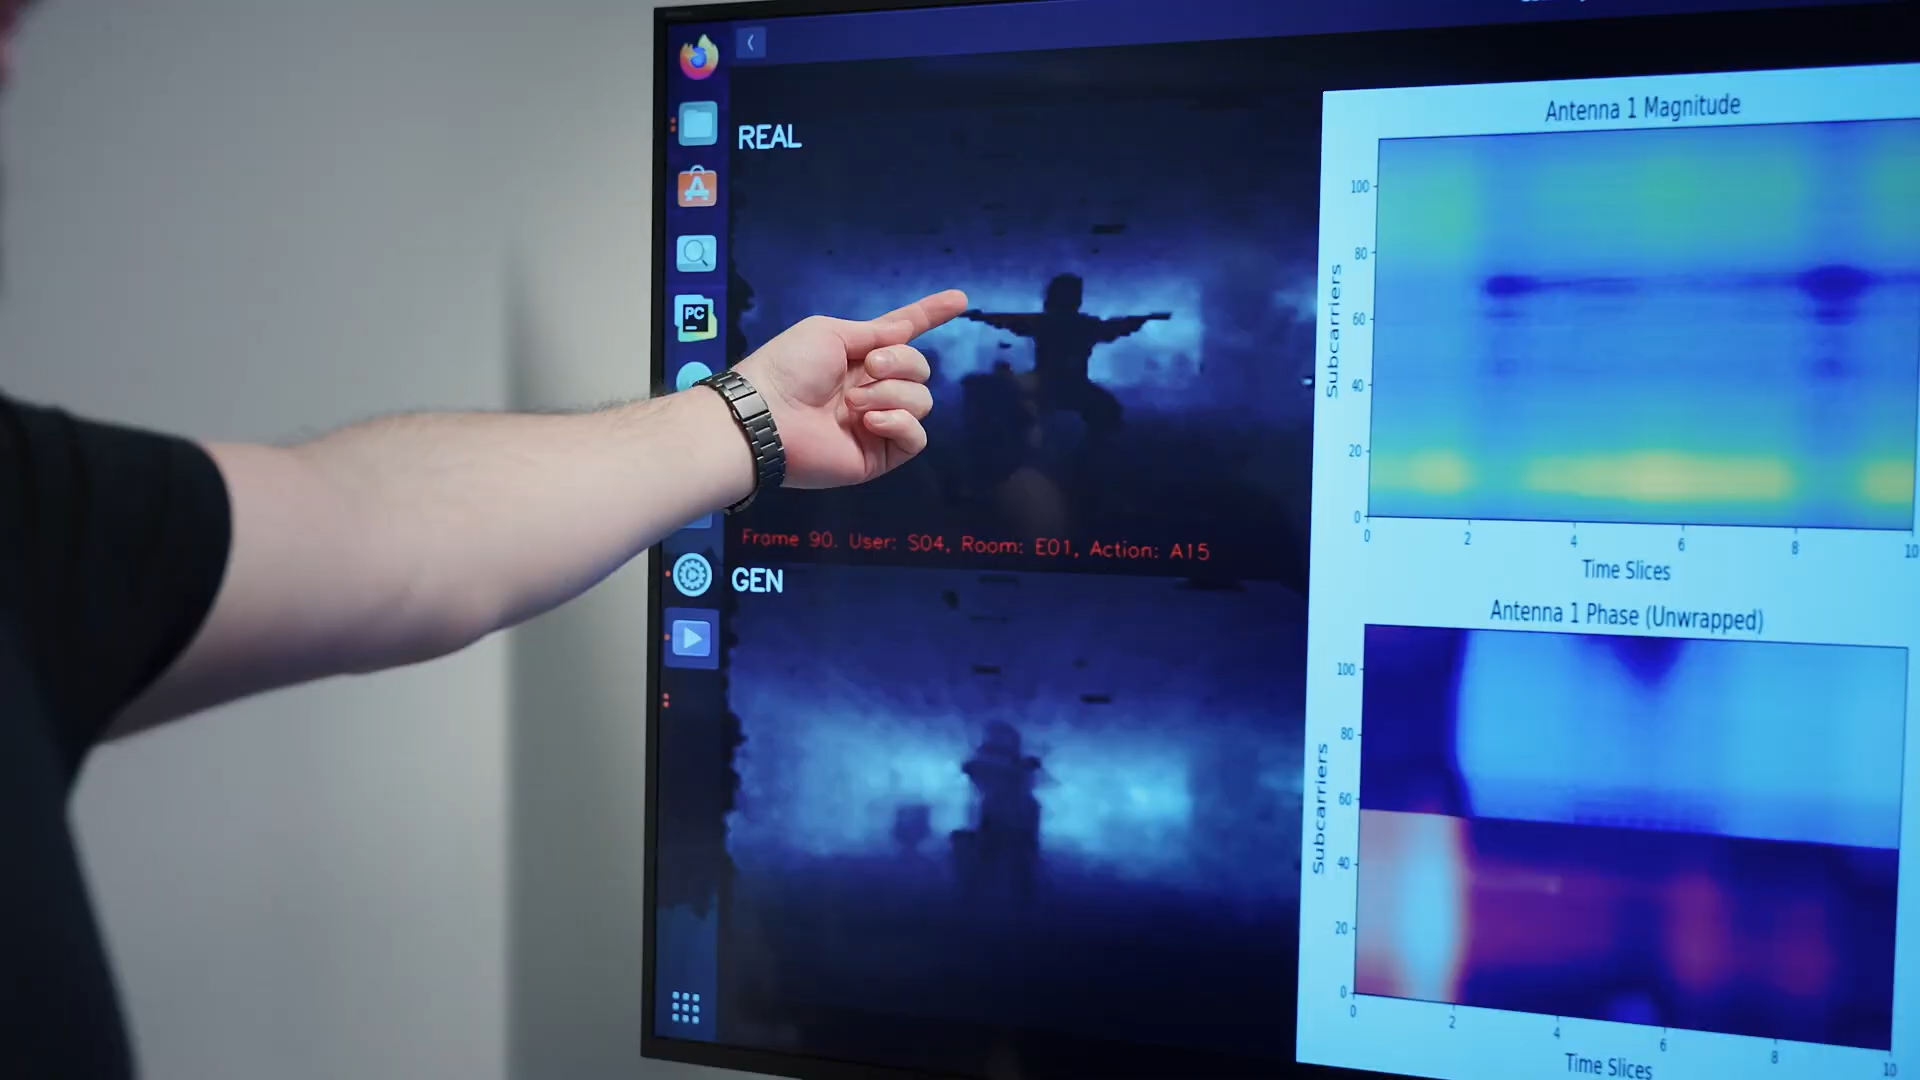 PC
REAL
Frame 90. User: S04, Room: E01, Action: A15
GEN
Antenna 1 Magnitude
Subcarriers
100
80
60
40
20
0
0 2 4 6 8 10
Time Slices
Antenna 1 Phase (Unwrapped)
Subcarriers
100
80
60
40
20
0
0 2 4 6 8 10
Time Slices